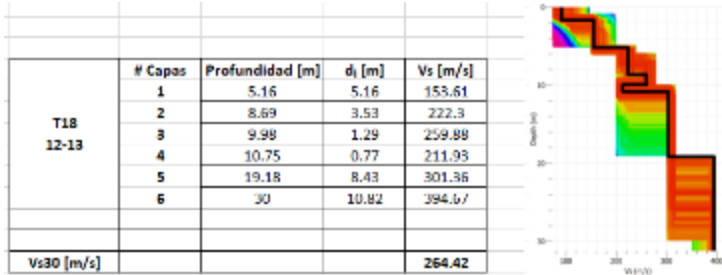 # Capas Profundidad [m] di [m] Vs [m/s]
T18
12-13
1 5.16 5.16 153.61
2 8.69 3.53 222.3
3 9.98 1.29 259.88
4 10.75 0.77 211.93
5 19.18 8.43 301.36
6 30 10.82 394.67
Vs30 [m/s] 264.42
0
10
20
30
Depth (m)
100 200 300 400
Vs (m/s)